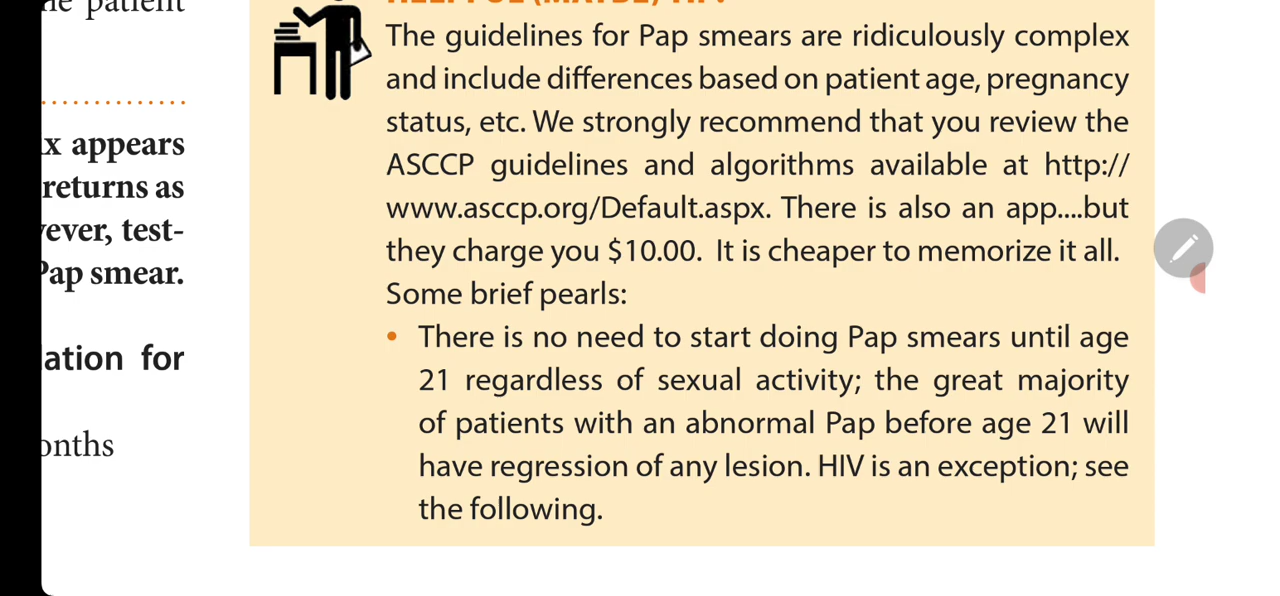 patient
The guidelines for Pap smears are ridiculously complex
and include differences based on patient age, pregnancy
status, etc. We strongly recommend that you review the
ASCCP guidelines and algorithms available at http://
www.asccp.org/Default.aspx. There is also an app....but
they charge you $10.00. It is cheaper to memorize it all.
Some brief pearls:
• There is no need to start doing Pap smears until age
21 regardless of sexual activity; the great majority
of patients with an abnormal Pap before age 21 will
have regression of any lesion. HIV is an exception; see
the following.
x appears
returns as
ever, test-
Pap smear.
lation for
onths